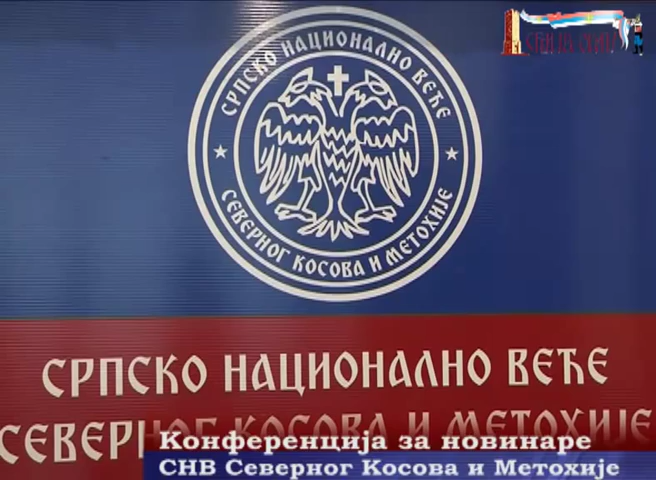 СРПСКО НАЦИОНАЛНО ВЕЋЕ
СЕВЕРНОГ КОСОВА И МЕТОХИЈЕ
СРПСКО НАЦИОНАЛНО ВЕЋЕ
СЕВЕРНОГ КОСОВА И МЕТОХИЈЕ
Конференција за новинаре
СНВ Северног Косова и Метохије